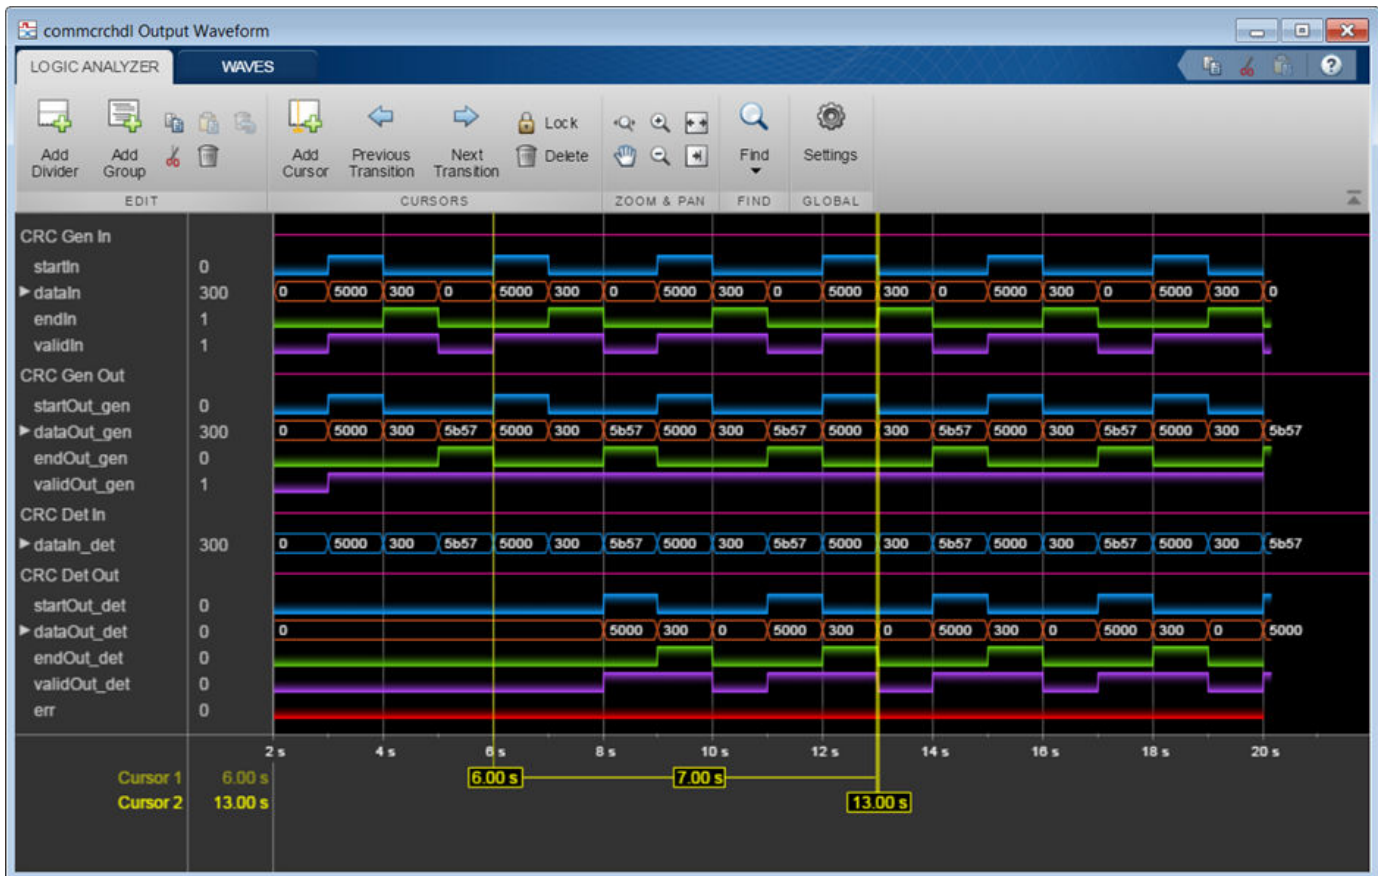 commcrchdl Output Waveform
LOGIC ANALYZER WAVES
Add Divider Add Group Add Cursor Previous Transition Next Transition Lock Delete Find Settings
EDIT CURSORS ZOOM & PAN FIND GLOBAL
CRC Gen In
startIn 0
dataIn 300 0 5000 300 0 5000 300 0 5000 300 0 5000 300 0 5000 300 0 5000 300 0
endIn 1
validIn 1
CRC Gen Out
startOut_gen 0
dataOut_gen 300 0 5000 300 5b57 5000 300 5b57 5000 300 5b57 5000 300 5b57 5000 300 5b57 5000 300 5b57
endOut_gen 0
validOut_gen 1
CRC Det In
dataIn_det 300 0 5000 300 5b57 5000 300 5b57 5000 300 5b57 5000 300 5b57 5000 300 5b57 5000 300 5b57
CRC Det Out
startOut_det 0
dataOut_det 0 0 5000 300 0 5000 300 0 5000 300 0 5000 300 0 5000
endOut_det 0
validOut_det 0
err 0
2 s 4 s 6 s 8 s 10 s 12 s 14 s 16 s 18 s 20 s
Cursor 1 6.00 s 6.00 s 7.00 s
Cursor 2 13.00 s 13.00 s